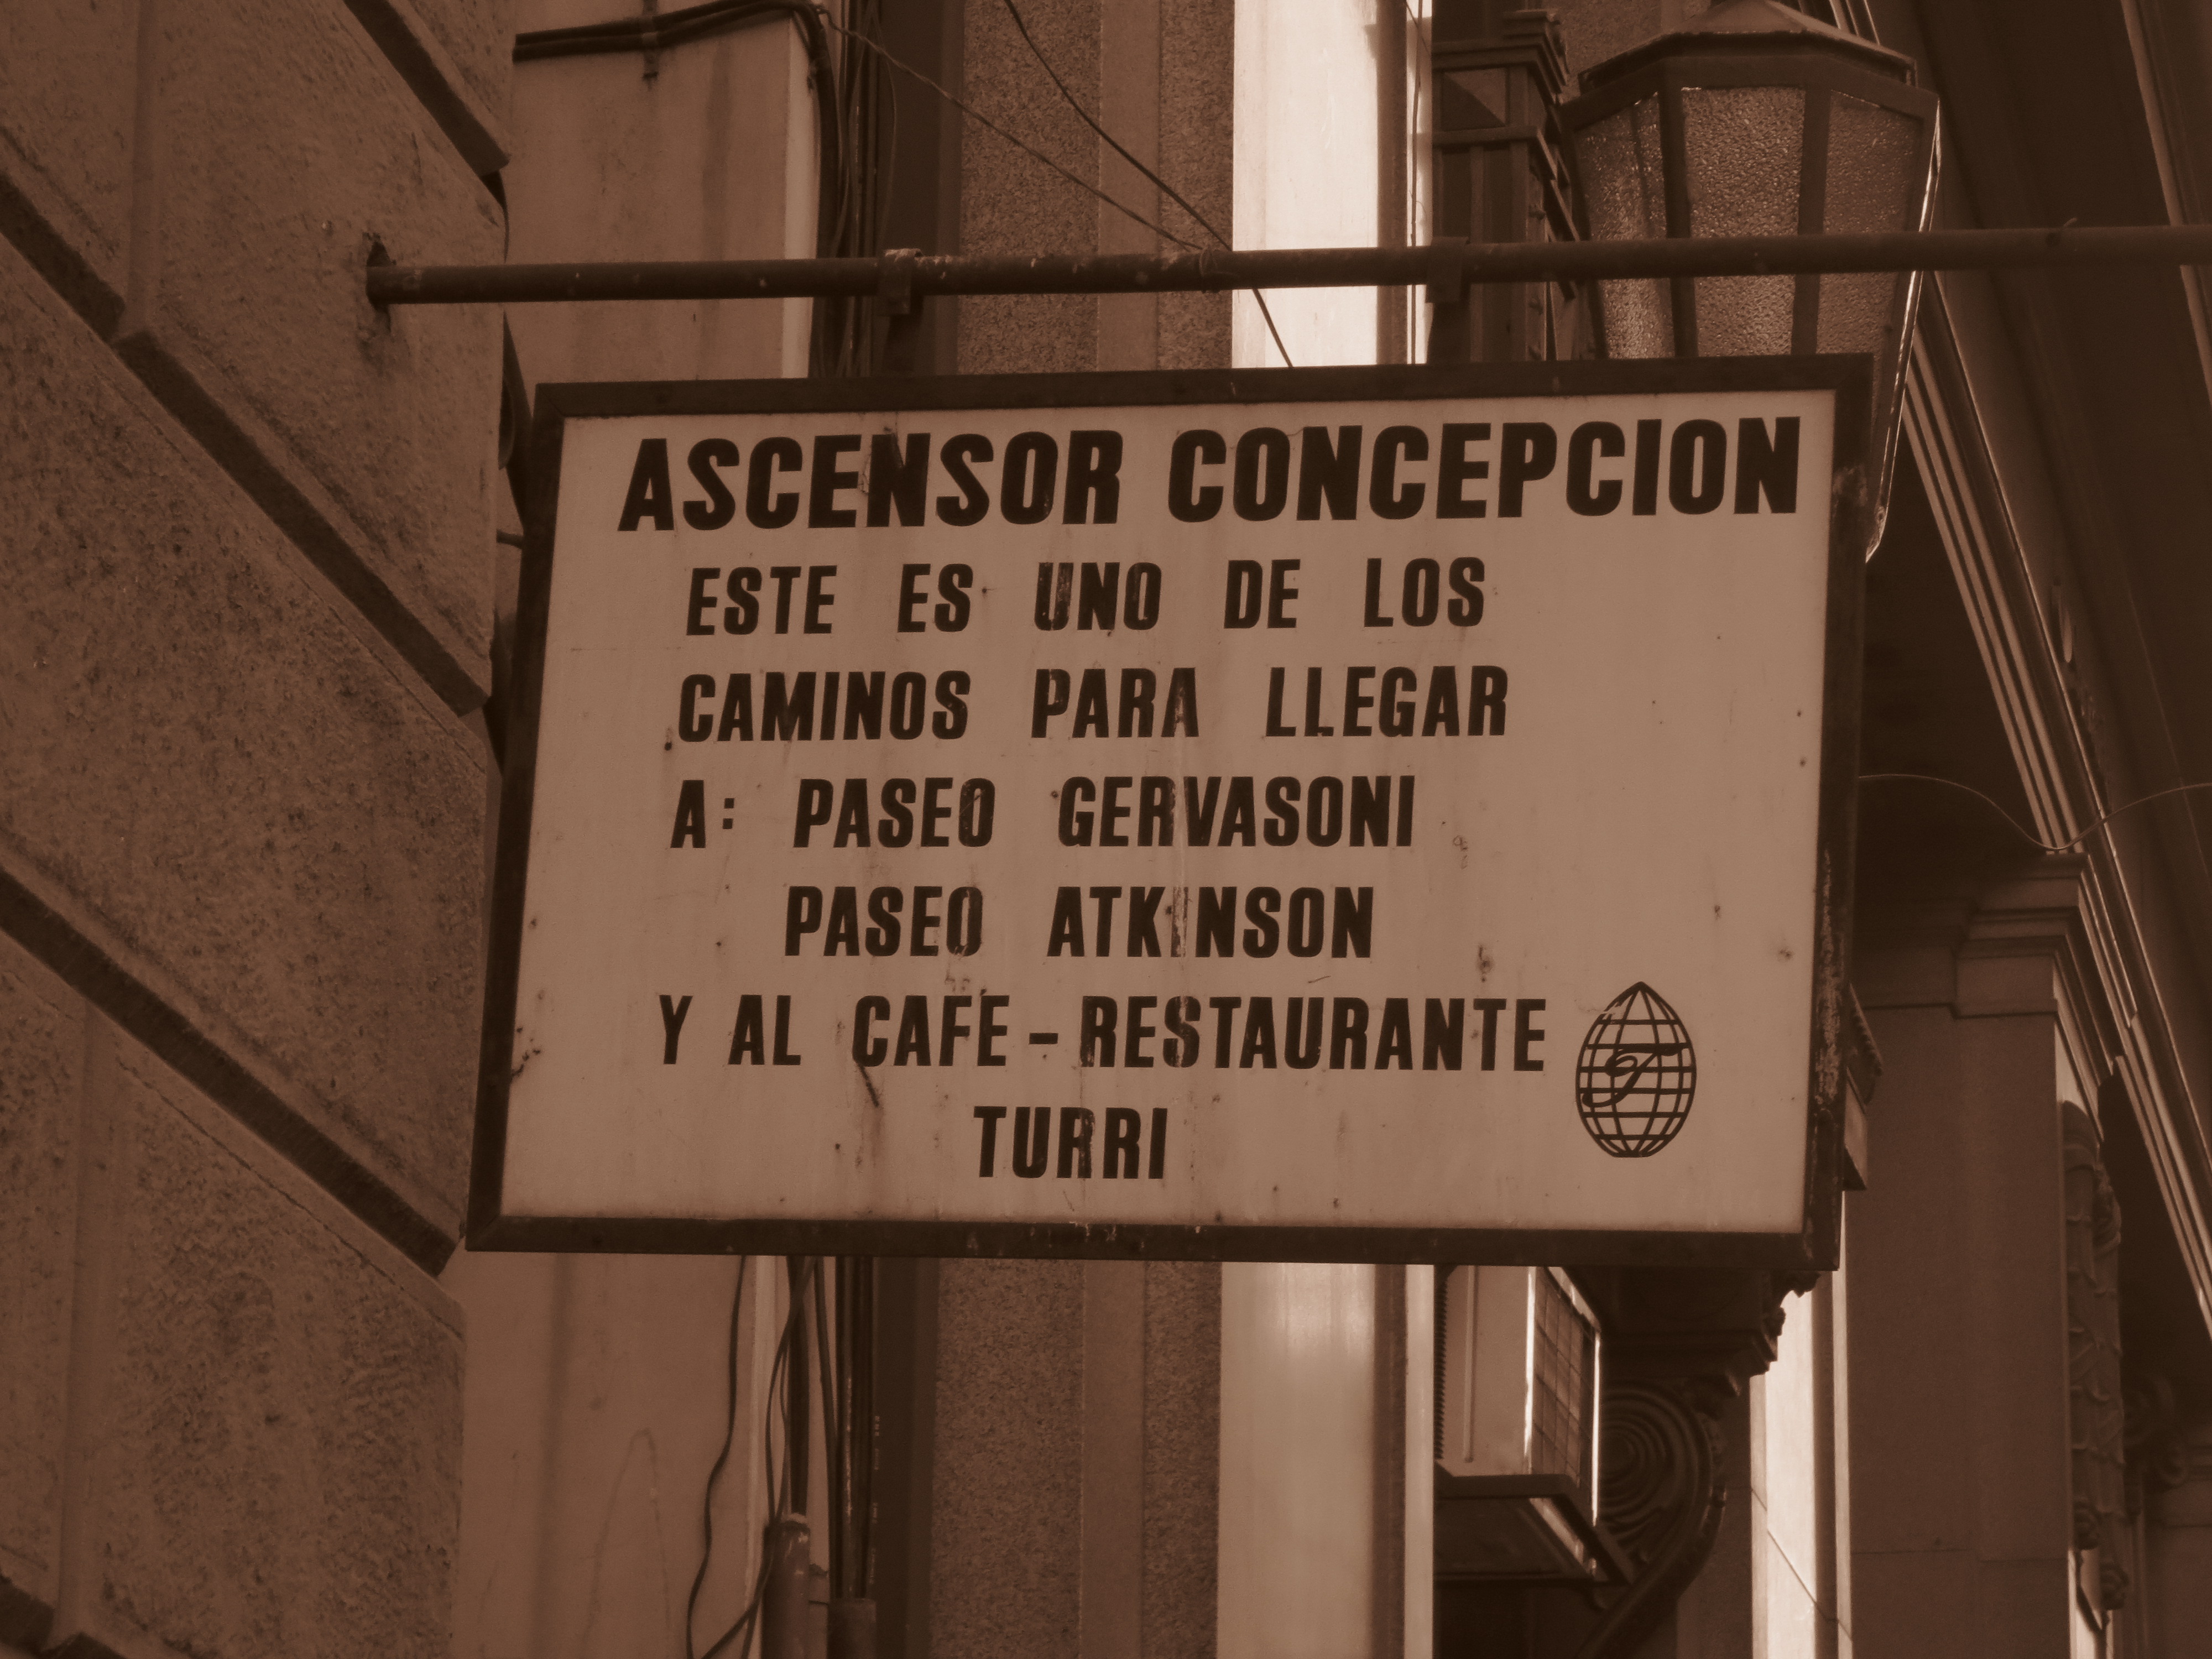 ASCENSOR CONCEPCION
ESTE ES UNO DE LOS
CAMINOS PARA LLEGAR
A: PASEO GERVASONI
PASEO ATKINSON
Y AL CAFE - RESTAURANTE
T
TURRI